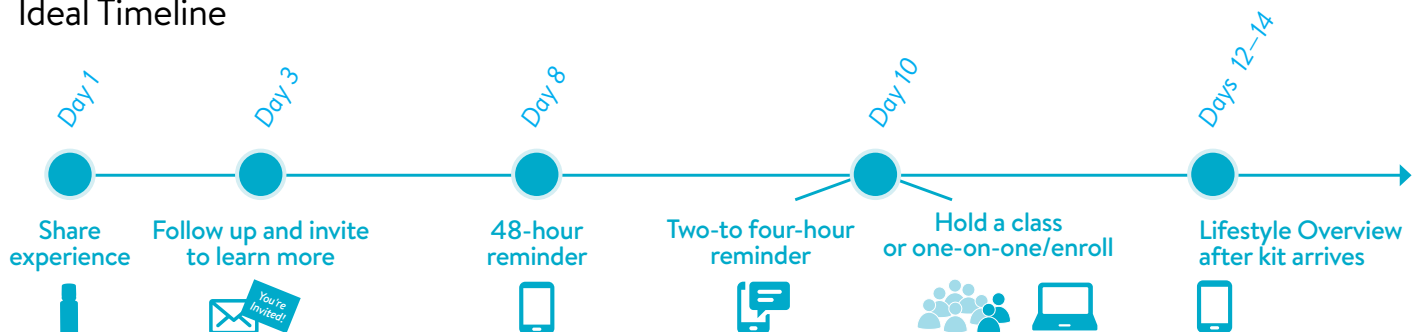 Ideal Timeline
Day 1
Day 3
Day 8
Day 10
Days 12–14
Share
experience
Follow up and invite
to learn more
48-hour
reminder
Two-to four-hour
reminder
Hold a class
or one-on-one/enroll
Lifestyle Overview
after kit arrives
You're
Invited!